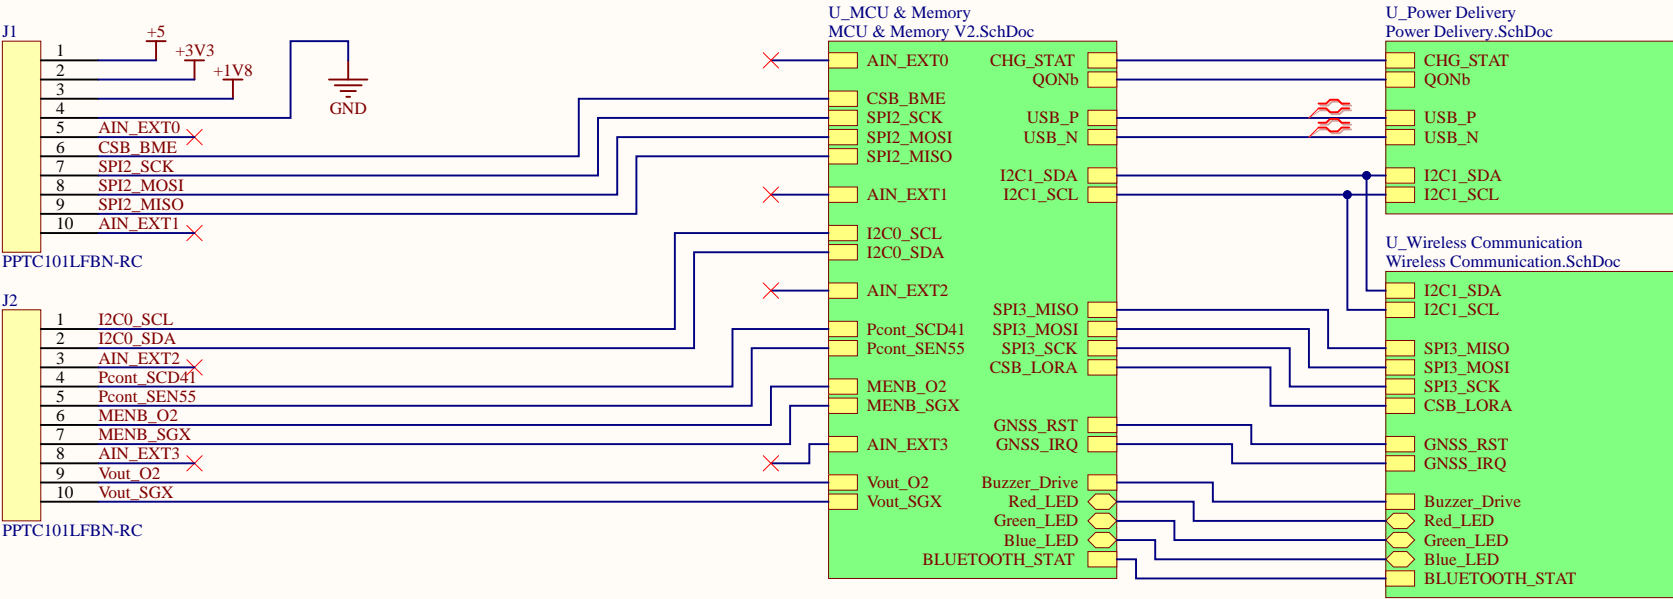 J1
1
2
3
4
5
6
7
8
9
10
+5
+3V3
+1V8
GND
AIN_EXT0
CSB_BME
SPI2_SCK
SPI2_MOSI
SPI2_MISO
AIN_EXT1
PPTC101LFBN-RC
J2
1
2
3
4
5
6
7
8
9
10
I2C0_SCL
I2C0_SDA
AIN_EXT2
Pcont_SCD41
Pcont_SEN55
MENB_O2
MENB_SGX
AIN_EXT3
Vout_O2
Vout_SGX
PPTC101LFBN-RC
U_MCU & Memory
MCU & Memory V2.SchDoc
AIN_EXT0
CSB_BME
SPI2_SCK
SPI2_MOSI
SPI2_MISO
AIN_EXT1
I2C0_SCL
I2C0_SDA
AIN_EXT2
Pcont_SCD41
Pcont_SEN55
MENB_O2
MENB_SGX
AIN_EXT3
Vout_O2
Vout_SGX
CHG_STAT
QONb
USB_P
USB_N
I2C1_SDA
I2C1_SCL
SPI3_MISO
SPI3_MOSI
SPI3_SCK
CSB_LORA
GNSS_RST
GNSS_IRQ
Buzzer_Drive
Red_LED
Green_LED
Blue_LED
BLUETOOTH_STAT
U_Power Delivery
Power Delivery.SchDoc
CHG_STAT
QONb
USB_P
USB_N
I2C1_SDA
I2C1_SCL
U_Wireless Communication
Wireless Communication.SchDoc
I2C1_SDA
I2C1_SCL
SPI3_MISO
SPI3_MOSI
SPI3_SCK
CSB_LORA
GNSS_RST
GNSS_IRQ
Buzzer_Drive
Red_LED
Green_LED
Blue_LED
BLUETOOTH_STAT